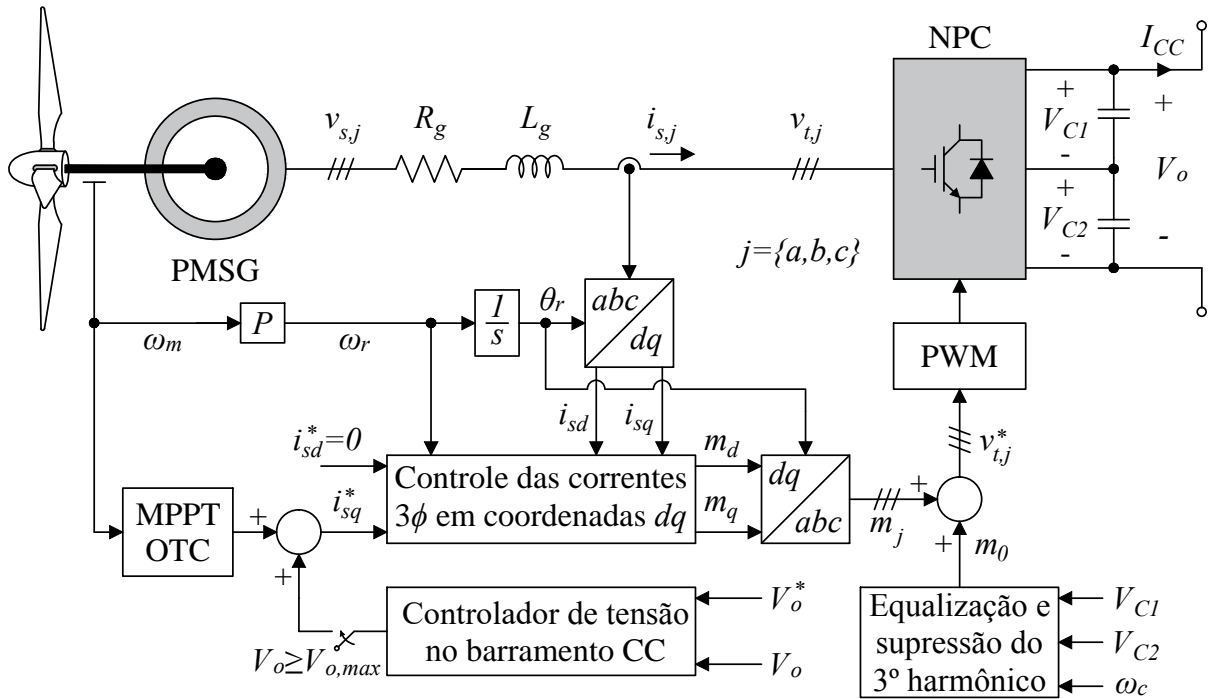 NPC
I_CC
v_s,j
R_g
L_g
i_s,j
v_t,j
+
V_C1
-
+
V_C2
-
+
V_o
-
PMSG
j={a,b,c}
ω_m
P
ω_r
1/s
θ_r
abc
dq
PWM
i_sd
i_sq
v*_t,j
i*_sd=0
i*_sq
Controle das correntes
3ϕ em coordenadas dq
m_d
m_q
dq
abc
m_j
+
+
m_0
MPPT
OTC
+
+
V_o≥V_o,max
Controlador de tensão
no barramento CC
V_o*
V_o
Equalização e
supressão do
3º harmônico
V_C1
V_C2
ω_c